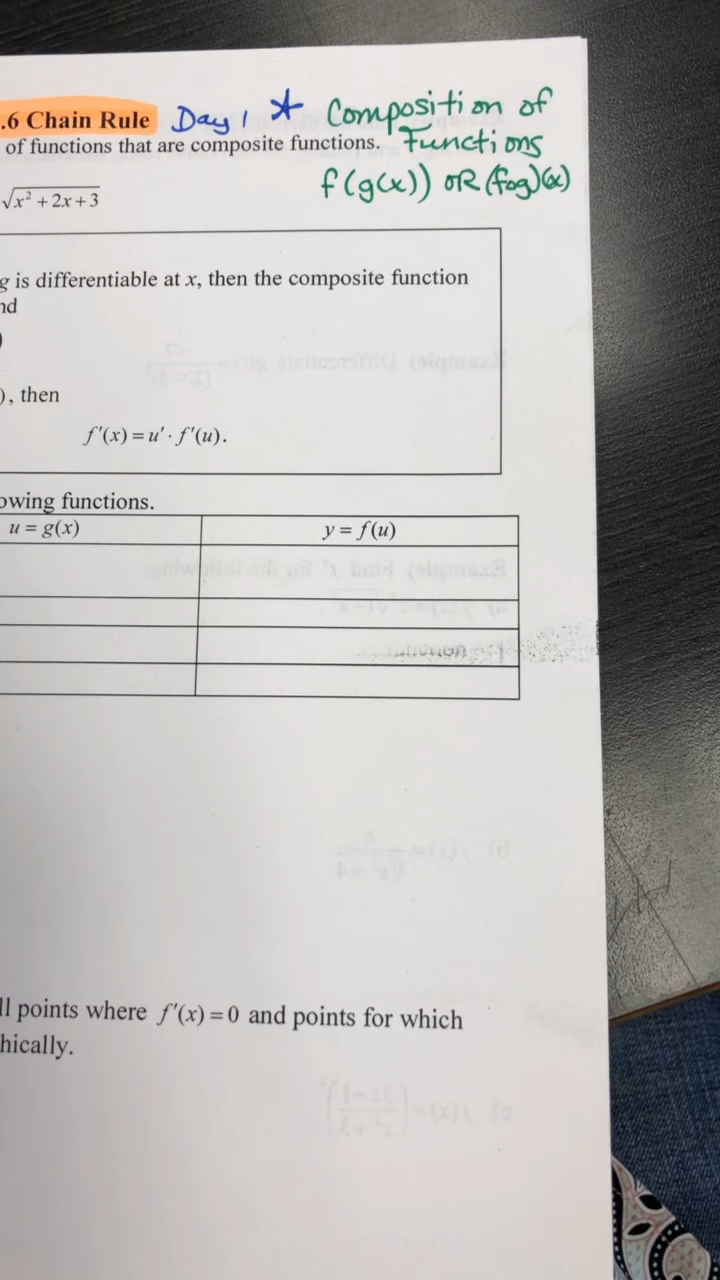 .6 Chain Rule Day 1 ★ Composition of
of functions that are composite functions. Functions
f(g(x)) OR (fog)(x)
√x² + 2x + 3
g is differentiable at x, then the composite function
nd
)
), then
f'(x) = u' · f'(u).
owing functions.
u = g(x) y = f(u)
ll points where f'(x) = 0 and points for which
hically.